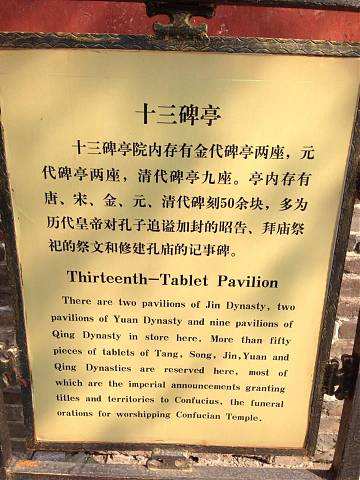 十三碑亭
十三碑亭院内存有金代碑亭两座，元
代碑亭两座，清代碑亭九座。亭内存有
唐、宋、金、元、清代碑刻50余块，多为
历代皇帝对孔子追谥加封的昭告、拜庙祭
祀的祭文和修建孔庙的记事碑。
Thirteenth-Tablet Pavilion
There are two pavilions of Jin Dynasty, two
pavilions of Yuan Dynasty and nine pavilions of
Qing Dynasty in store here. More than fifty
pieces of tablets of Tang, Song, Jin,Yuan and
Qing Dynasties are reserved here, most of
which are the imperial announcements granting
titles and territories to Confucius, the funeral
orations for worshipping Confucian Temple.